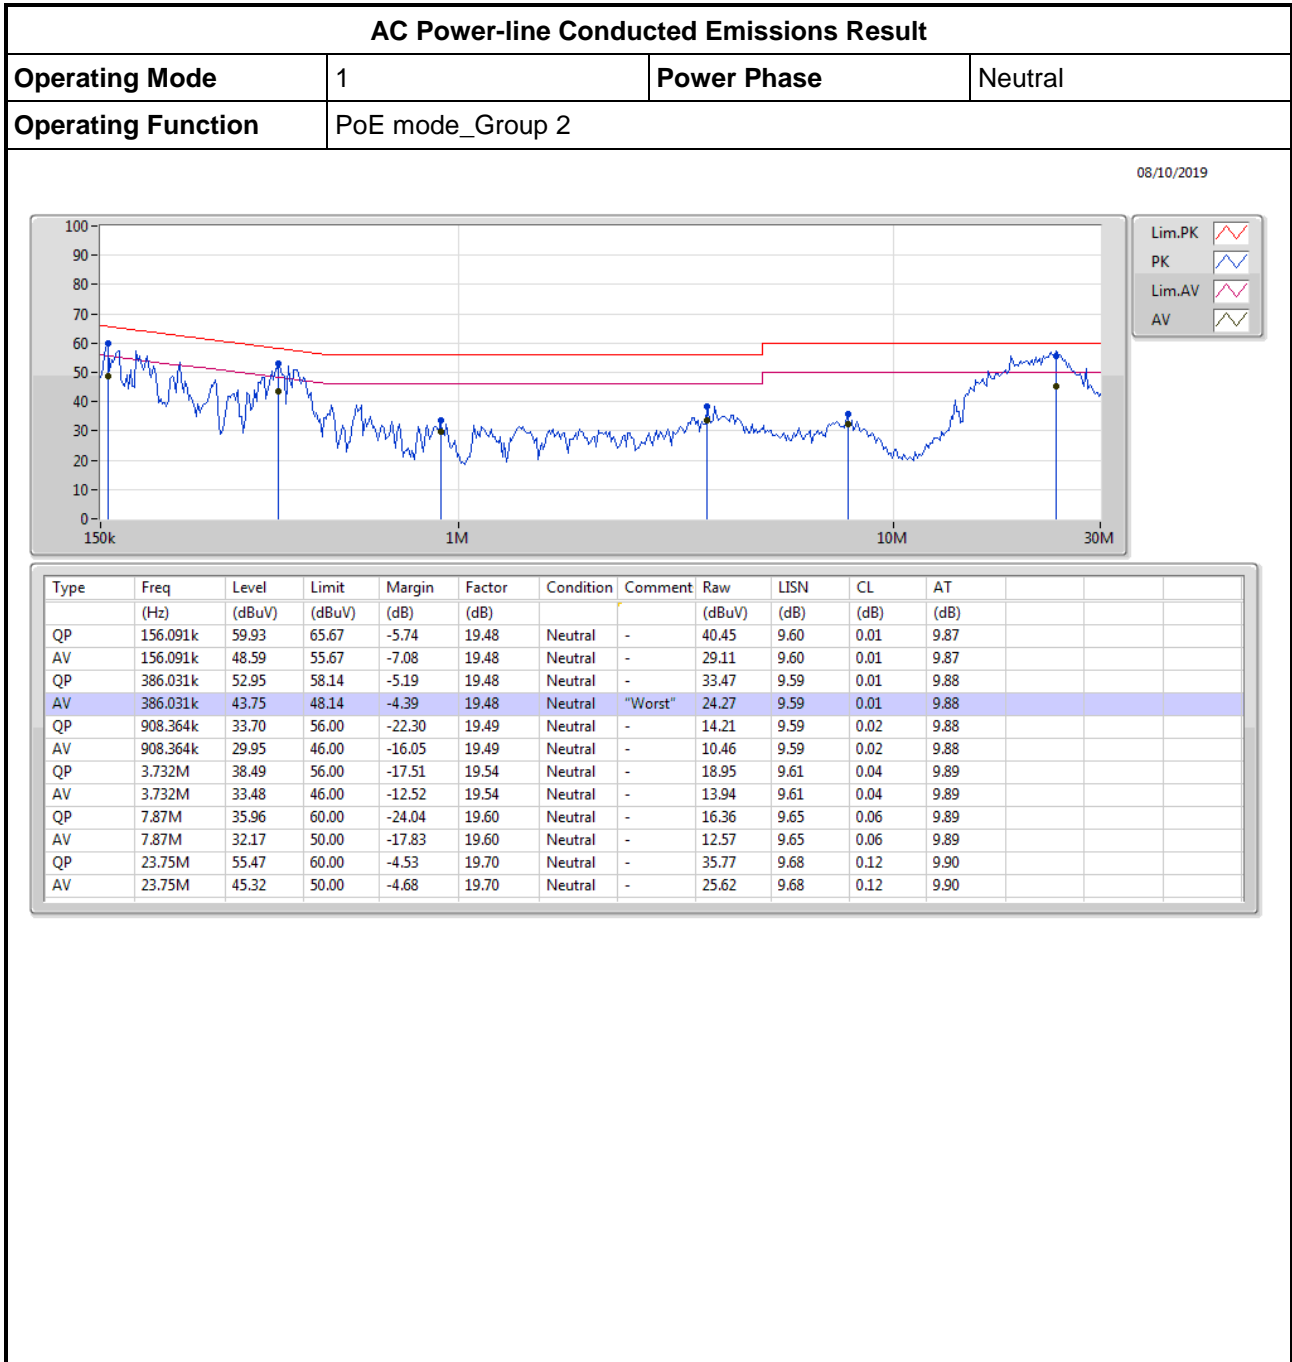 AC Power-line Conducted Emissions Result
Operating Mode 1 Power Phase Neutral
Operating Function PoE mode_Group 2
08/10/2019
100
90
80
70
60
50
40
30
20
10
0
150k 1M 10M 30M
Lim.PK
PK
Lim.AV
AV
Type Freq Level Limit Margin Factor Condition Comment Raw LISN CL AT
(Hz) (dBuV) (dBuV) (dB) (dB) (dBuV) (dB) (dB) (dB)
QP 156.091k 59.93 65.67 -5.74 19.48 Neutral - 40.45 9.60 0.01 9.87
AV 156.091k 48.59 55.67 -7.08 19.48 Neutral - 29.11 9.60 0.01 9.87
QP 386.031k 52.95 58.14 -5.19 19.48 Neutral - 33.47 9.59 0.01 9.88
AV 386.031k 43.75 48.14 -4.39 19.48 Neutral "Worst" 24.27 9.59 0.01 9.88
QP 908.364k 33.70 56.00 -22.30 19.49 Neutral - 14.21 9.59 0.02 9.88
AV 908.364k 29.95 46.00 -16.05 19.49 Neutral - 10.46 9.59 0.02 9.88
QP 3.732M 38.49 56.00 -17.51 19.54 Neutral - 18.95 9.61 0.04 9.89
AV 3.732M 33.48 46.00 -12.52 19.54 Neutral - 13.94 9.61 0.04 9.89
QP 7.87M 35.96 60.00 -24.04 19.60 Neutral - 16.36 9.65 0.06 9.89
AV 7.87M 32.17 50.00 -17.83 19.60 Neutral - 12.57 9.65 0.06 9.89
QP 23.75M 55.47 60.00 -4.53 19.70 Neutral - 35.77 9.68 0.12 9.90
AV 23.75M 45.32 50.00 -4.68 19.70 Neutral - 25.62 9.68 0.12 9.90